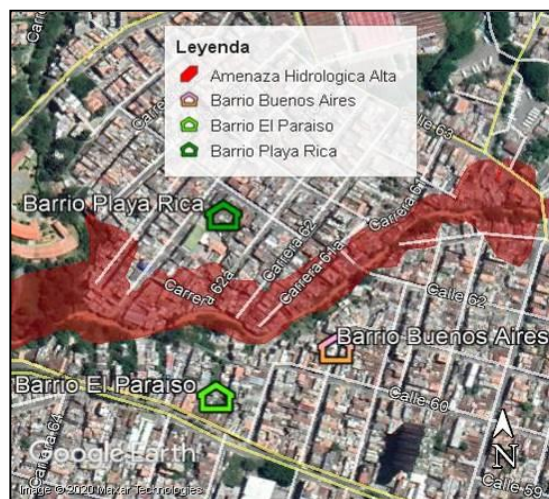 Leyenda
Amenaza Hidrologica Alta
Barrio Buenos Aires
Barrio El Paraiso
Barrio Playa Rica
Calle 63
Carrera 61
Barrio Playa Rica
Carrera 62
Carrera 62a
Carrera 61a
Calle 62
Barrio Buenos Aires
Barrio El Paraiso
Calle 60
Carrera 64
Google Earth
N
Calle 59
Image © 2020 Maxar Technologies